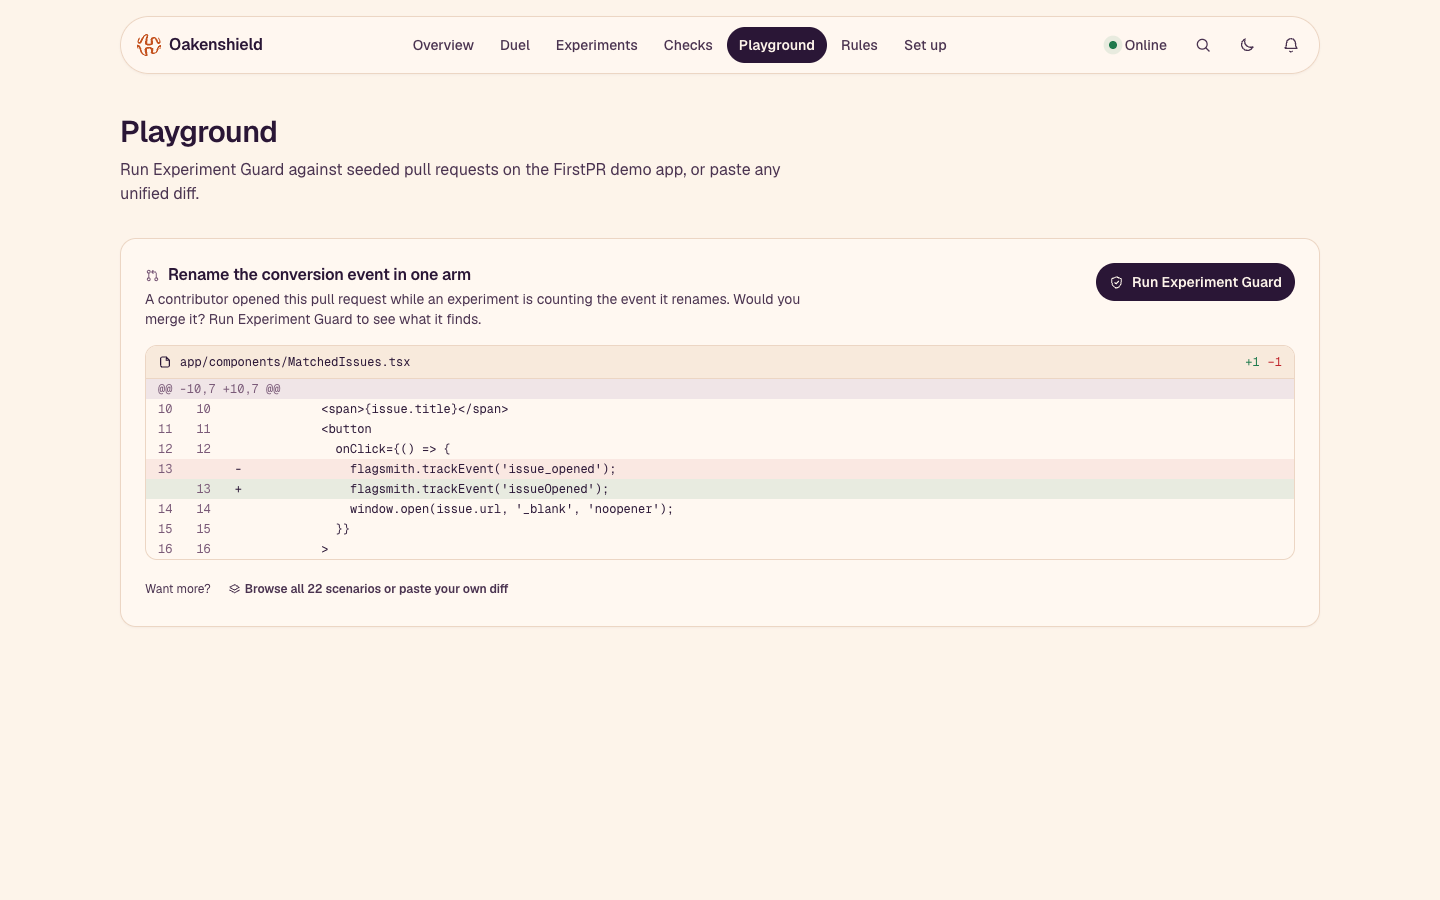 Oakenshield
Overview Duel Experiments Checks Playground Rules Set up
Online
Playground
Run Experiment Guard against seeded pull requests on the FirstPR demo app, or paste any
unified diff.
Rename the conversion event in one arm
Run Experiment Guard
A contributor opened this pull request while an experiment is counting the event it renames. Would you
merge it? Run Experiment Guard to see what it finds.
app/components/MatchedIssues.tsx +1 −1
@@ -10,7 +10,7 @@
10 10 <span>{issue.title}</span>
11 11 <button
12 12 onClick={() => {
13 - flagsmith.trackEvent('issue_opened');
13 + flagsmith.trackEvent('issueOpened');
14 14 window.open(issue.url, '_blank', 'noopener');
15 15 }}
16 16 >
Want more? Browse all 22 scenarios or paste your own diff